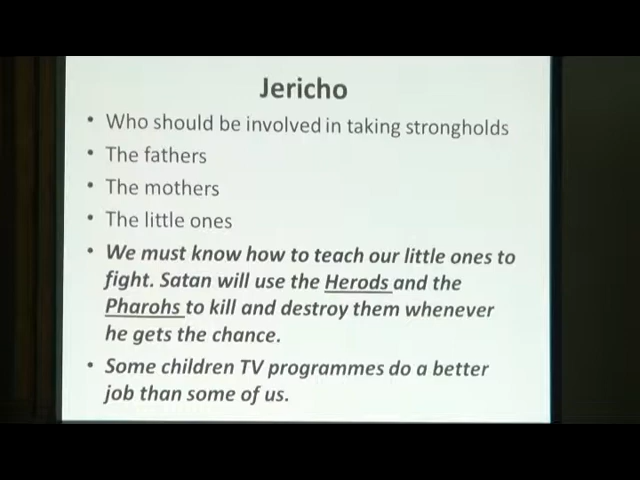 Jericho
• Who should be involved in taking strongholds
• The fathers
• The mothers
• The little ones
• We must know how to teach our little ones to
fight. Satan will use the Herods and the
Pharohs to kill and destroy them whenever
he gets the chance.
• Some children TV programmes do a better
job than some of us.